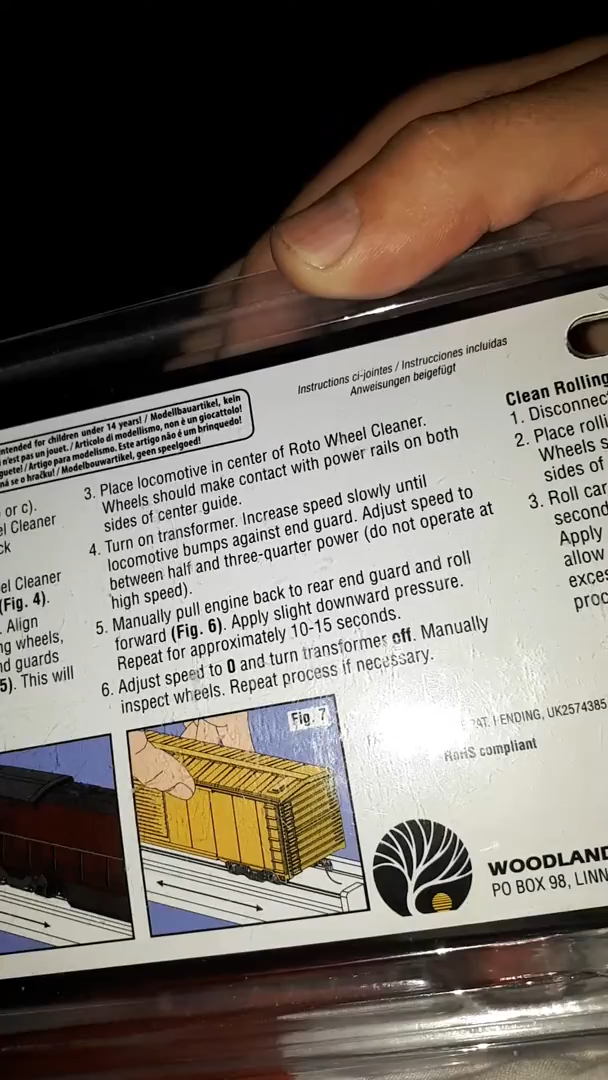 Instructions ci-jointes / Instrucciones incluidas
Anweisungen beigefügt
ntended for children under 14 years! / Modellbauartikel, kein
n'est pas un jouet. / Articolo di modellismo, non è un giocattolo!
guete! / Artigo para modelismo. Este artigo não é um brinquedo!
ná se o hračku! / Modelbouwartikel, geen speelgoed!
or c).
el Cleaner
ck
el Cleaner
(Fig. 4).
. Align
ng wheels,
nd guards
5). This will
3. Place locomotive in center of Roto Wheel Cleaner.
Wheels should make contact with power rails on both
sides of center guide.
4. Turn on transformer. Increase speed slowly until
locomotive bumps against end guard. Adjust speed to
between half and three-quarter power (do not operate at
high speed).
5. Manually pull engine back to rear end guard and roll
forward (Fig. 6). Apply slight downward pressure.
Repeat for approximately 10-15 seconds.
6. Adjust speed to 0 and turn transformer off. Manually
inspect wheels. Repeat process if necessary.
Clean Rolling
1. Disconnec
2. Place rolli
Wheels s
sides of
3. Roll car
second
Apply
allow
exces
proc
Fig. 7
PAT. PENDING, UK2574385
RoHS compliant
WOODLAND
PO BOX 98, LINN